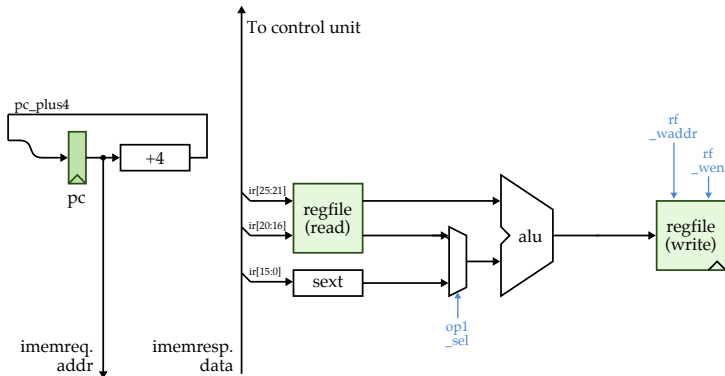 To control unit
pc_plus4
+4
pc
rf
_waddr
rf
_wen
ir[25:21]
ir[20:16]
ir[15:0]
regfile
(read)
sext
alu
regfile
(write)
op1
_sel
imemreq.
addr
imemresp.
data